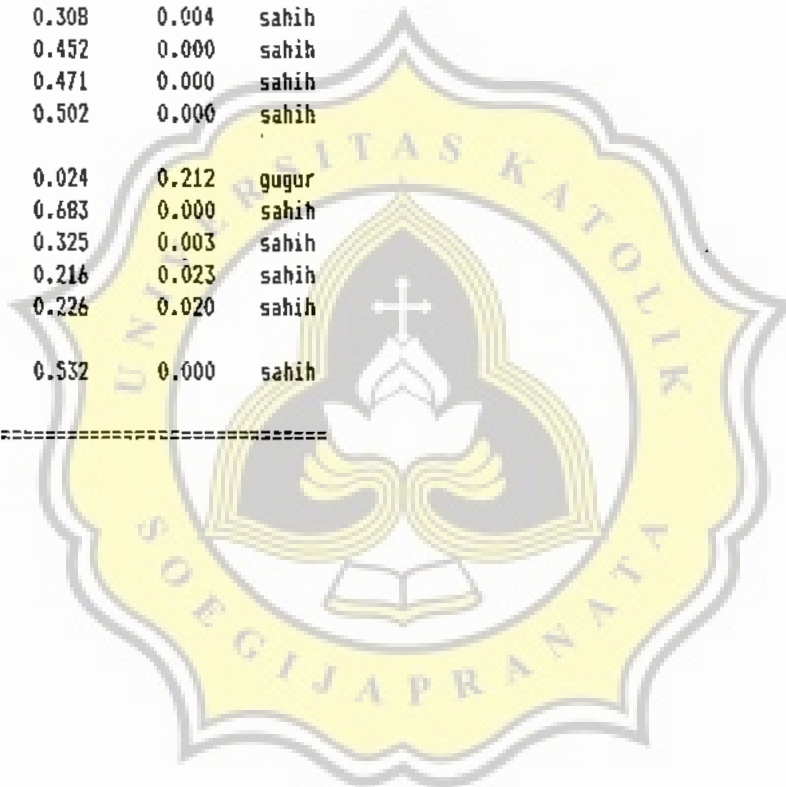 0.308 0.004 sahih
0.452 0.000 sahih
0.471 0.000 sahih
0.502 0.000 sahih
0.024 0.212 gugur
0.683 0.000 sahih
0.325 0.003 sahih
0.216 0.023 sahih
0.226 0.020 sahih
0.532 0.000 sahih
==============================
UNIVERSITAS KATOLIK
SOEGIJAPRANATA